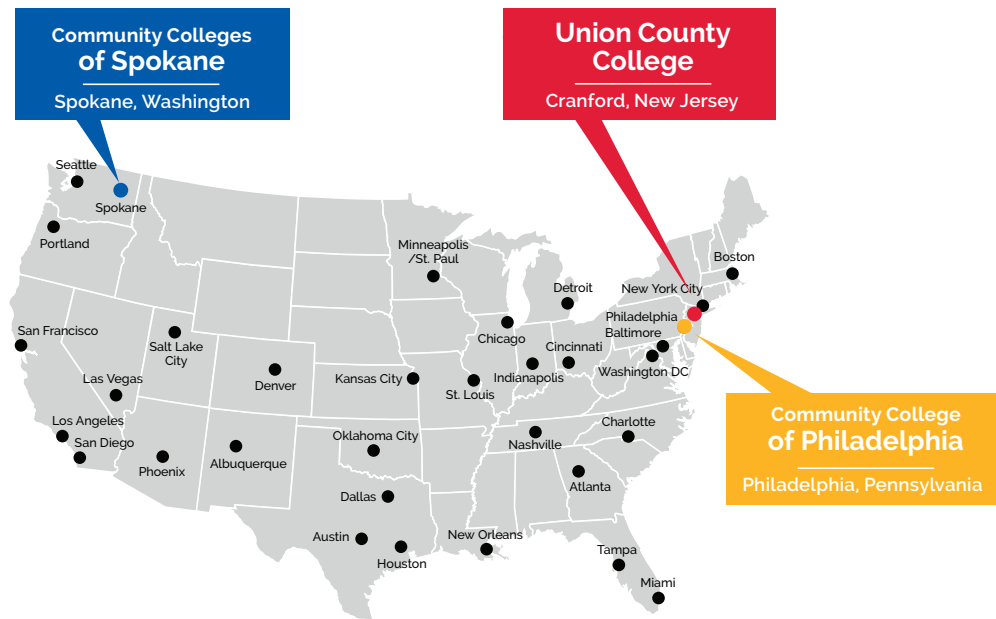 Community Colleges
of Spokane
Spokane, Washington
Union County
College
Cranford, New Jersey
Seattle
Spokane
Portland
Minneapolis
/St. Paul
Boston
Detroit
New York City
San Francisco
Salt Lake
City
Chicago
Philadelphia
Baltimore
Cincinnati
Indianapolis
Washington DC
Las Vegas
Denver
Kansas City
St. Louis
Los Angeles
San Diego
Phoenix
Albuquerque
Oklahoma City
Nashville
Charlotte
Community College
of Philadelphia
Philadelphia, Pennsylvania
Dallas
Atlanta
Austin
Houston
New Orleans
Tampa
Miami